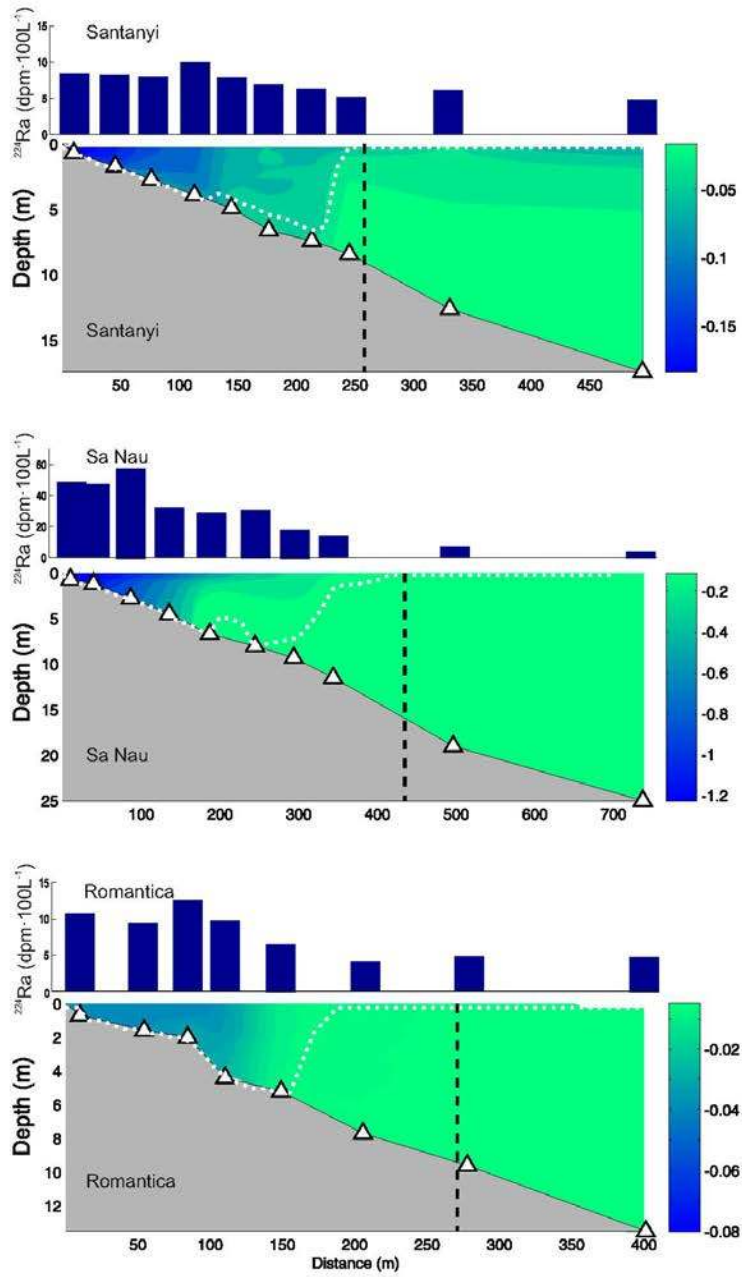 Santanyi
²²⁴Ra (dpm·100L⁻¹)
15
10
5
0
Depth (m)
0
5
10
15
Santanyi
50 100 150 200 250 300 350 400 450
-0.05
-0.1
-0.15
Sa Nau
²²⁴Ra (dpm·100L⁻¹)
60
40
20
0
Depth (m)
0
5
10
15
20
25
Sa Nau
100 200 300 400 500 600 700
-0.2
-0.4
-0.6
-0.8
-1
-1.2
Romantica
²²⁴Ra (dpm·100L⁻¹)
15
10
5
0
Depth (m)
0
2
4
6
8
10
12
Romantica
50 100 150 200 250 300 350 400
Distance (m)
-0.02
-0.04
-0.06
-0.08